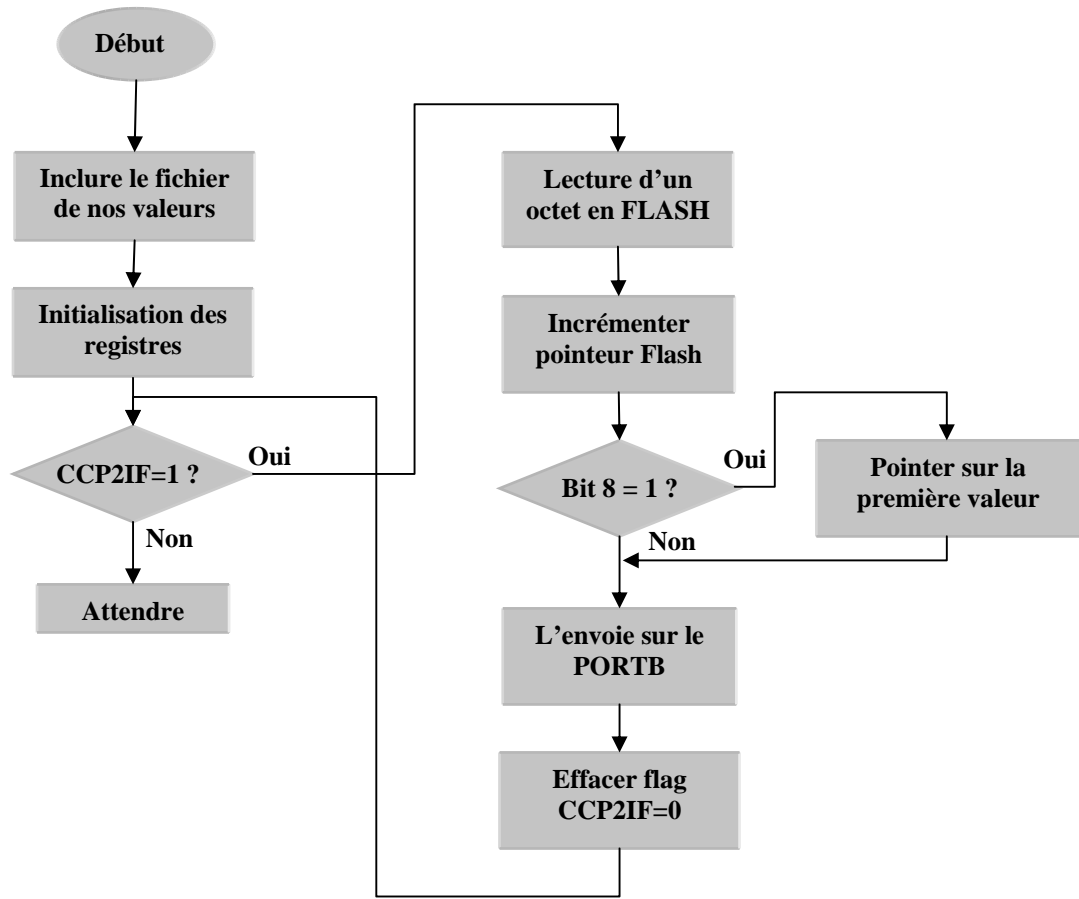 Début
Inclure le fichier
de nos valeurs
Initialisation des
registres
CCP2IF=1 ?
Oui
Non
Attendre
Lecture d’un
octet en FLASH
Incrémenter
pointeur Flash
Bit 8 = 1 ?
Oui
Non
Pointer sur la
première valeur
L’envoie sur le
PORTB
Effacer flag
CCP2IF=0